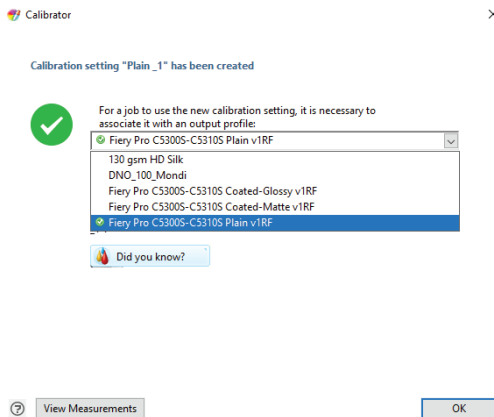 Calibrator
Calibration setting "Plain _1" has been created
For a job to use the new calibration setting, it is necessary to
associate it with an output profile:
Fiery Pro C5300S-C5310S Plain v1RF
130 gsm HD Silk
DNO_100_Mondi
Fiery Pro C5300S-C5310S Coated-Glossy v1RF
Fiery Pro C5300S-C5310S Coated-Matte v1RF
Fiery Pro C5300S-C5310S Plain v1RF
Did you know?
View Measurements
OK